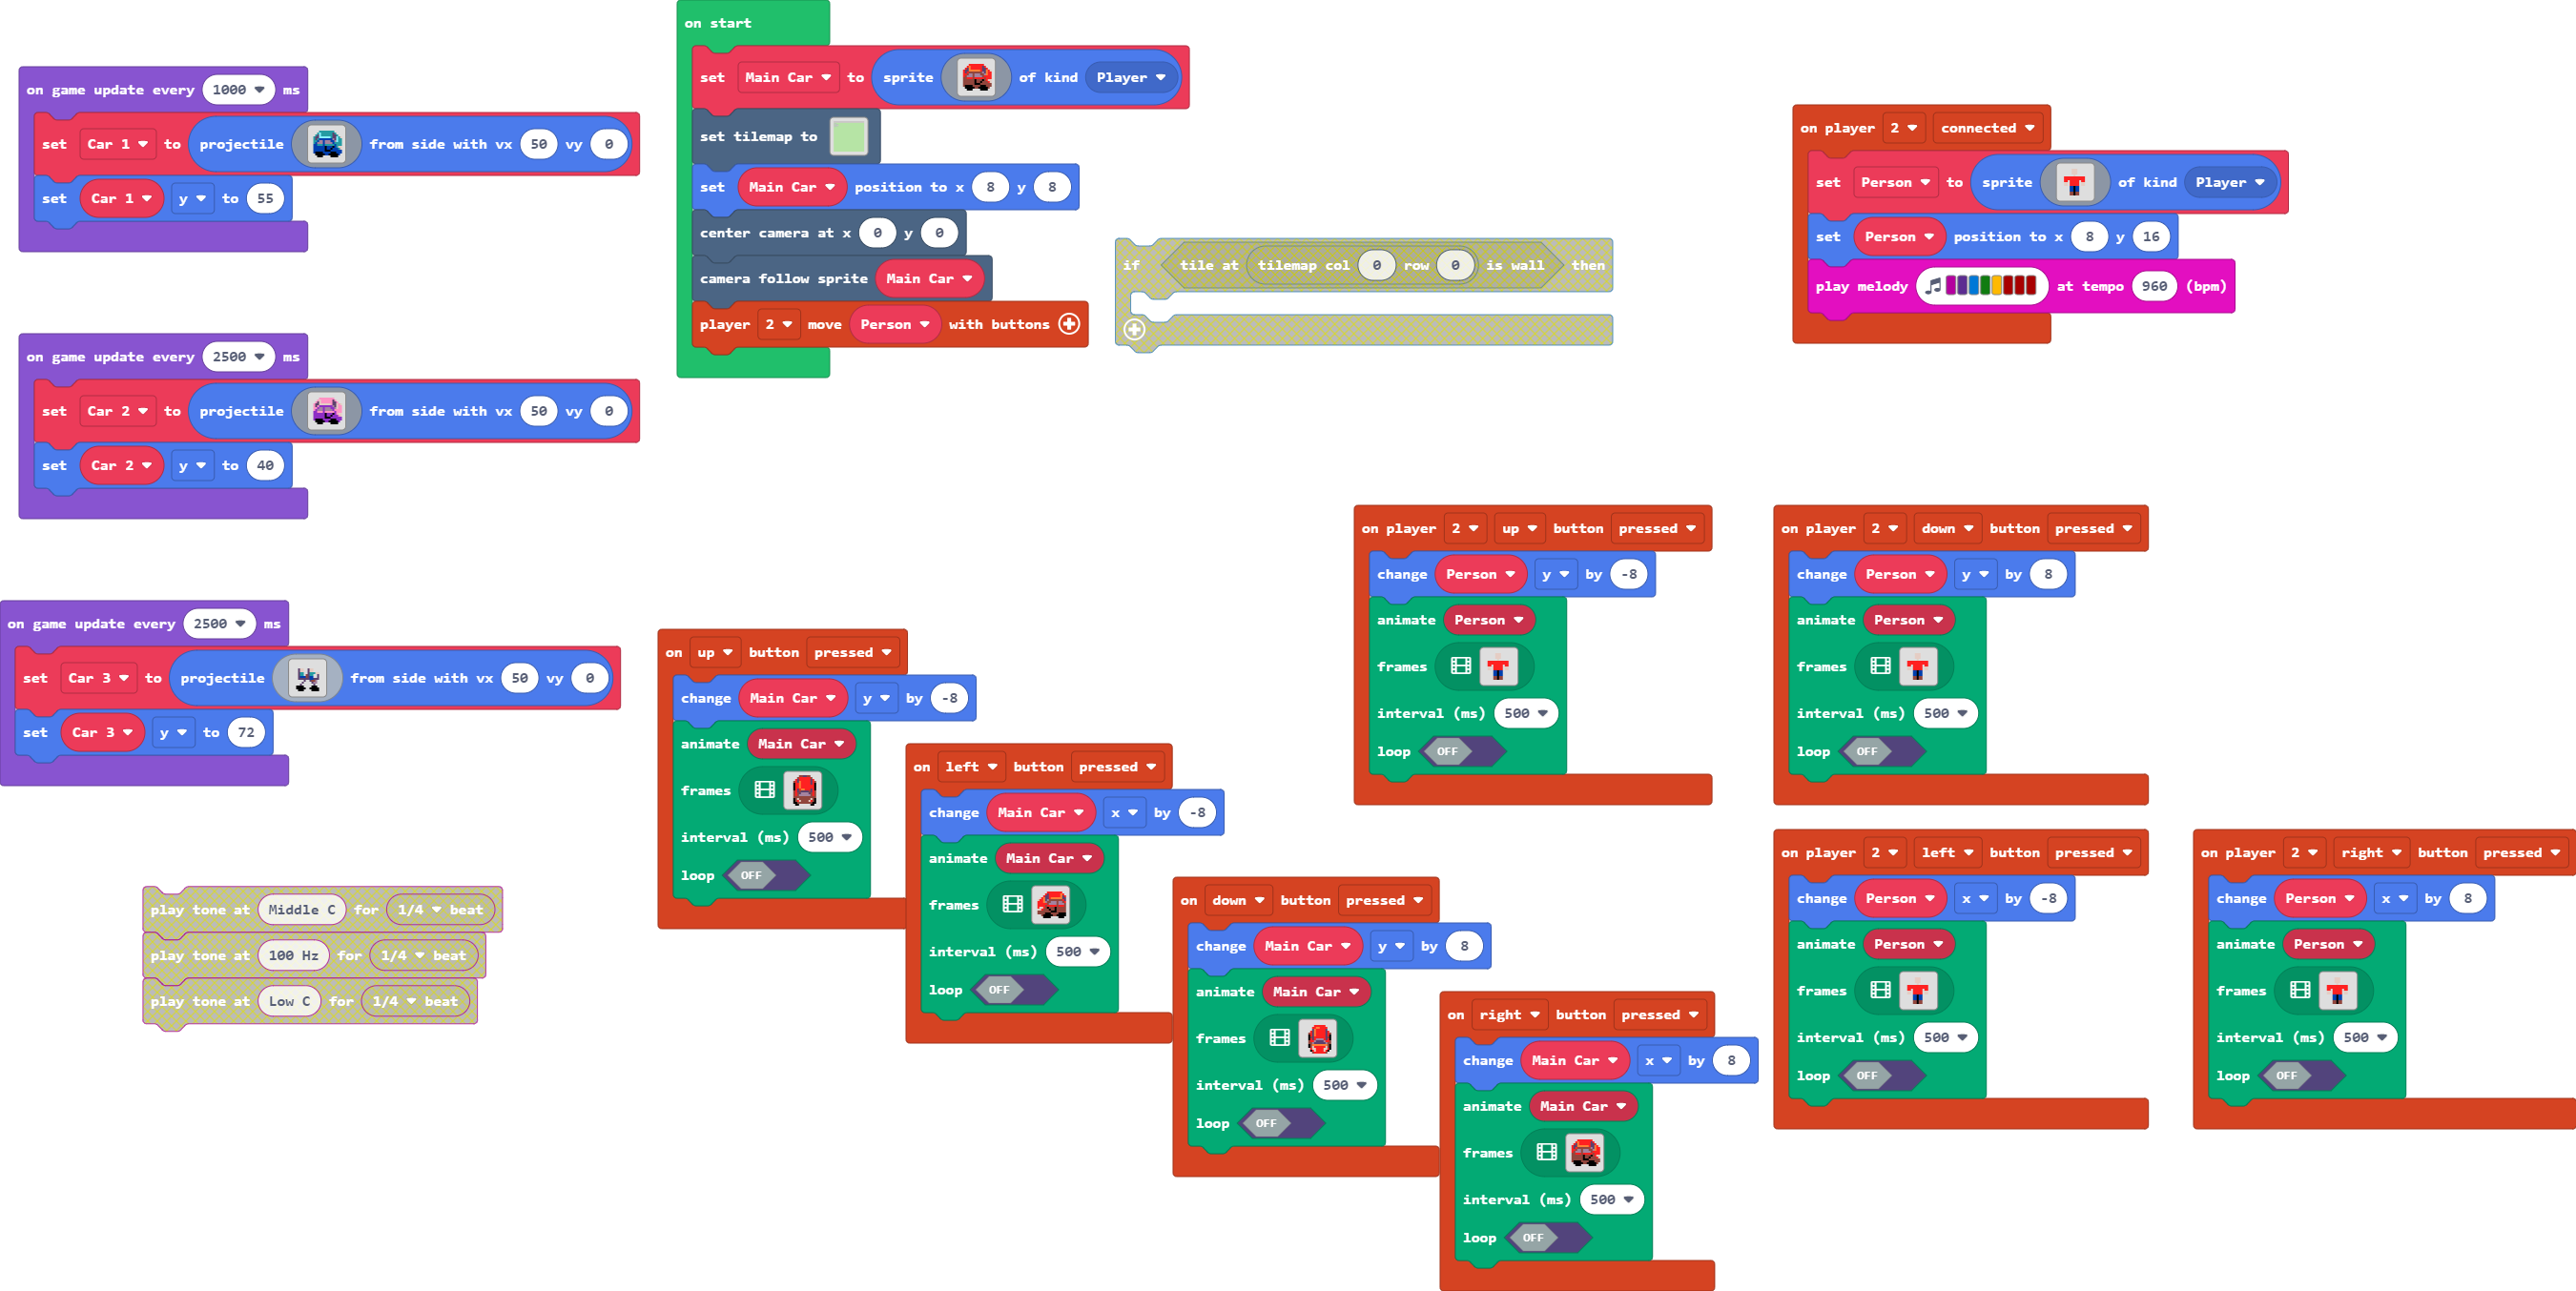 on start
set Main Car to sprite of kind Player
set tilemap to
set Main Car position to x 8 y 8
center camera at x 0 y 0
camera follow sprite Main Car
player 2 move Person with buttons
on game update every 1000 ms
set Car 1 to projectile from side with vx 50 vy 0
set Car 1 y to 55
on game update every 2500 ms
set Car 2 to projectile from side with vx 50 vy 0
set Car 2 y to 40
on game update every 2500 ms
set Car 3 to projectile from side with vx 50 vy 0
set Car 3 y to 72
play tone at Middle C for 1/4 beat
play tone at 100 Hz for 1/4 beat
play tone at Low C for 1/4 beat
if tile at tilemap col 0 row 0 is wall then
on player 2 connected
set Person to sprite of kind Player
set Person position to x 8 y 16
play melody at tempo 960 (bpm)
on up button pressed
change Main Car y by -8
animate Main Car
frames
interval (ms) 500
loop OFF
on left button pressed
change Main Car x by -8
animate Main Car
frames
interval (ms) 500
loop OFF
on down button pressed
change Main Car y by 8
animate Main Car
frames
interval (ms) 500
loop OFF
on right button pressed
change Main Car x by 8
animate Main Car
frames
interval (ms) 500
loop OFF
on player 2 up button pressed
change Person y by -8
animate Person
frames
interval (ms) 500
loop OFF
on player 2 down button pressed
change Person y by 8
animate Person
frames
interval (ms) 500
loop OFF
on player 2 left button pressed
change Person x by -8
animate Person
frames
interval (ms) 500
loop OFF
on player 2 right button pressed
change Person x by 8
animate Person
frames
interval (ms) 500
loop OFF